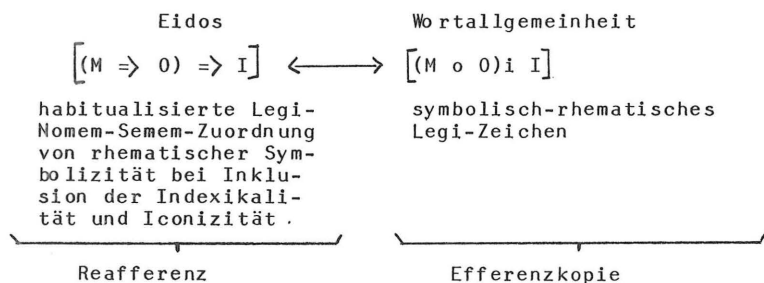 Eidos
Wortallgemeinheit
[(M => O) => I] ⟷ [(M o O)i I]
habitualisierte Legi-
Nomem-Semem-Zuordnung
von rhematischer Sym-
bolizität bei Inklu-
sion der Indexikali-
tät und Iconizität.
symbolisch-rhematisches
Legi-Zeichen
Reafferenz
Efferenzkopie